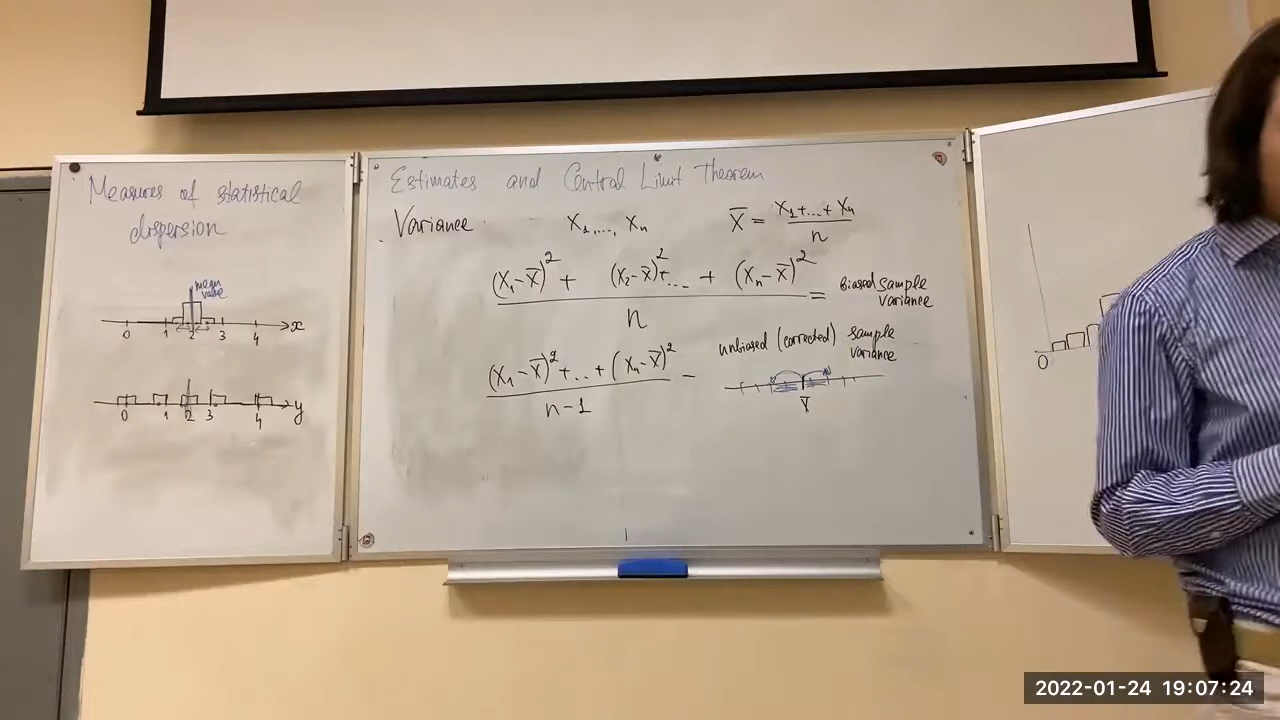 Measures of statistical
dispersion
mean
value
0 1 2 3 4 x
0 1 2 3 4 y
Estimates and Central Limit Theorem
Variance X₁,..., Xₙ X̄ = (X₁+...+Xₙ)/n
((X₁-X̄)² + (X₂-X̄)²+... + (Xₙ-X̄)²)/n = Biased sample
variance
unbiased (corrected) sample
variance
((X₁-X̄)²+...+(Xₙ-X̄)²)/(n-1) –
X̄
0
2022-01-24 19:07:24